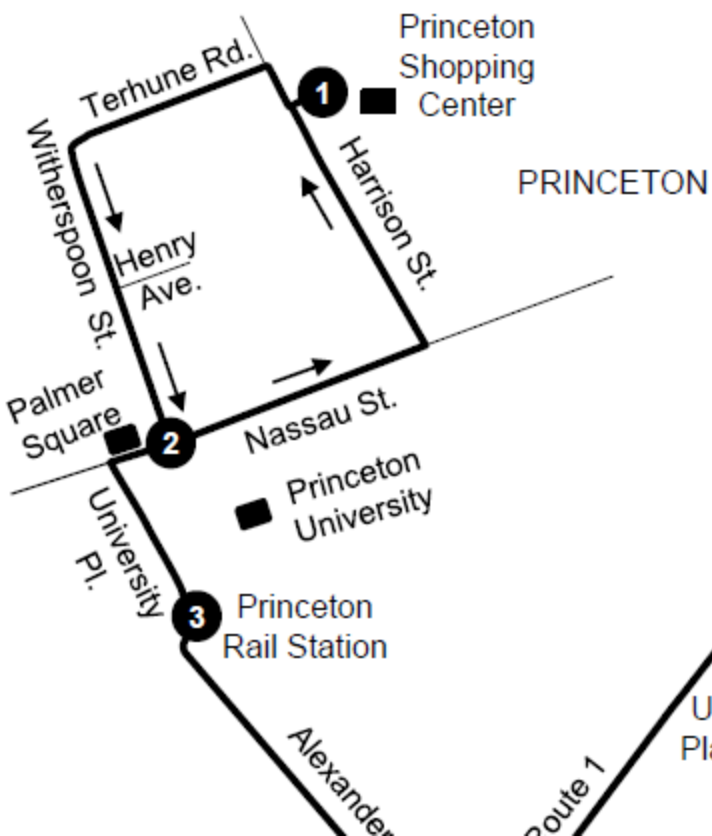 Princeton
Shopping
Center
1
Terhune Rd.
Harrison St.
PRINCETON
Witherspoon St.
Henry
Ave.
Palmer
Square
2
Nassau St.
Princeton
University
University
Pl.
3
Princeton
Rail Station
Alexander
Route 1